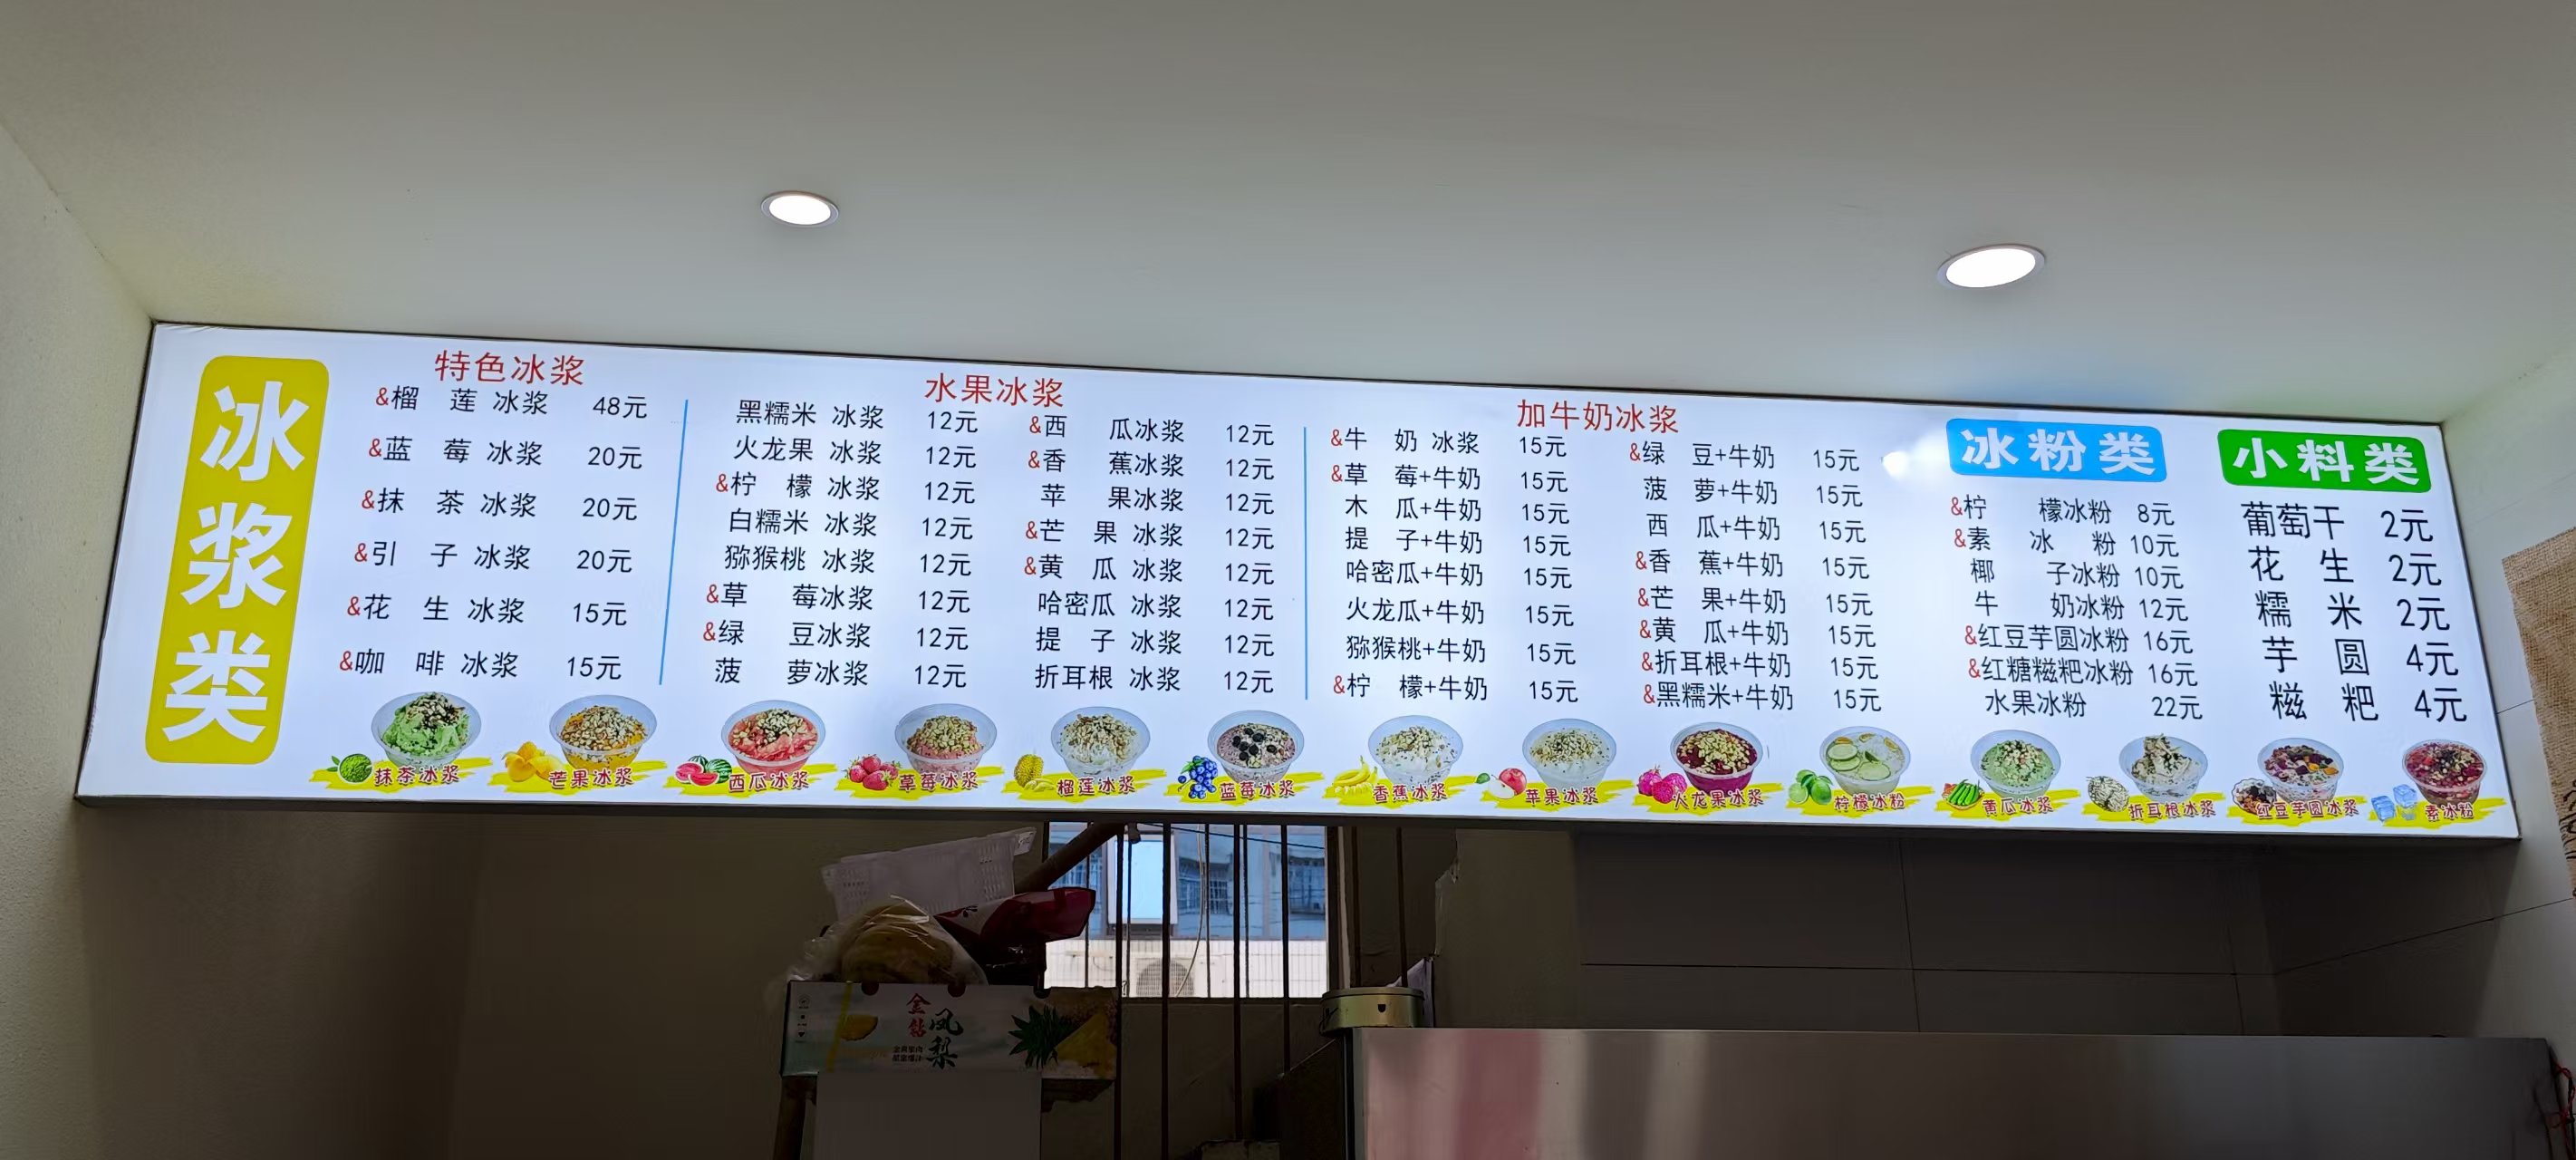 冰浆类
特色冰浆
&榴莲冰浆 48元
&蓝莓冰浆 20元
&抹茶冰浆 20元
&引子冰浆 20元
&花生冰浆 15元
&咖啡冰浆 15元
水果冰浆
黑糯米冰浆 12元
火龙果冰浆 12元
&柠檬冰浆 12元
白糯米冰浆 12元
猕猴桃冰浆 12元
&草莓冰浆 12元
&绿豆冰浆 12元
菠萝冰浆 12元
&西瓜冰浆 12元
&香蕉冰浆 12元
苹果冰浆 12元
&芒果冰浆 12元
&黄瓜冰浆 12元
哈密瓜冰浆 12元
提子冰浆 12元
折耳根冰浆 12元
加牛奶冰浆
&牛奶冰浆 15元
&草莓+牛奶 15元
木瓜+牛奶 15元
提子+牛奶 15元
哈密瓜+牛奶 15元
火龙瓜+牛奶 15元
猕猴桃+牛奶 15元
&柠檬+牛奶 15元
&绿豆+牛奶 15元
菠萝+牛奶 15元
西瓜+牛奶 15元
&香蕉+牛奶 15元
&芒果+牛奶 15元
&黄瓜+牛奶 15元
&折耳根+牛奶 15元
&黑糯米+牛奶 15元
冰粉类
&柠檬冰粉 8元
&素冰粉 10元
椰子冰粉 10元
牛奶冰粉 12元
&红豆芋圆冰粉 16元
&红糖糍粑冰粉 16元
水果冰粉 22元
小料类
葡萄干 2元
花生 2元
糯米 2元
芋圆 4元
糍粑 4元
抹茶冰浆
芒果冰浆
西瓜冰浆
草莓冰浆
榴莲冰浆
蓝莓冰浆
香蕉冰浆
苹果冰浆
火龙果冰浆
柠檬冰粉
黄瓜冰浆
折耳根冰浆
红豆芋圆冰浆
素冰粉
金钻
凤梨